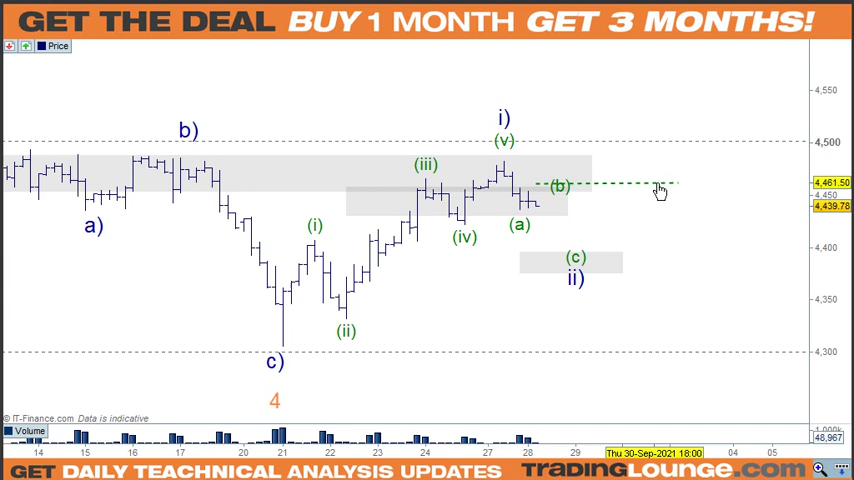 GET THE DEAL BUY 1 MONTH GET 3 MONTHS!
Price
4,550
i)
b)
(v)
4,500
(iii)
(b)
4,461.50
4,450
4,439.78
a)
(i)
(iv)
(a)
4,400
(c)
ii)
4,350
(ii)
4,300
c)
4
© IT-Finance.com Data is indicative
Volume
1,000k
48,967
14 15 16 17 20 21 22 23 24 27 28 29 Thu 30-Sep-2021 18:00 04 05
GET DAILY TEACHNICAL ANALYSIS UPDATES TRADINGLOUNGE.com